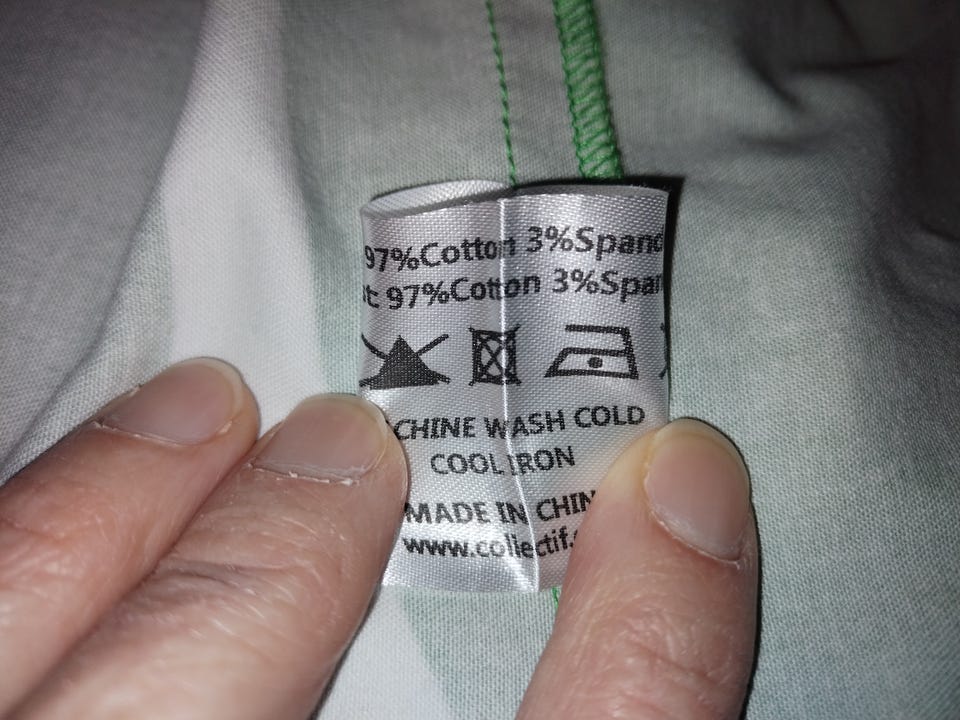 97%Cotton 3%Spand
t: 97%Cotton 3%Span
CHINE WASH COLD
COOL IRON
MADE IN CHIN
www.collectif.